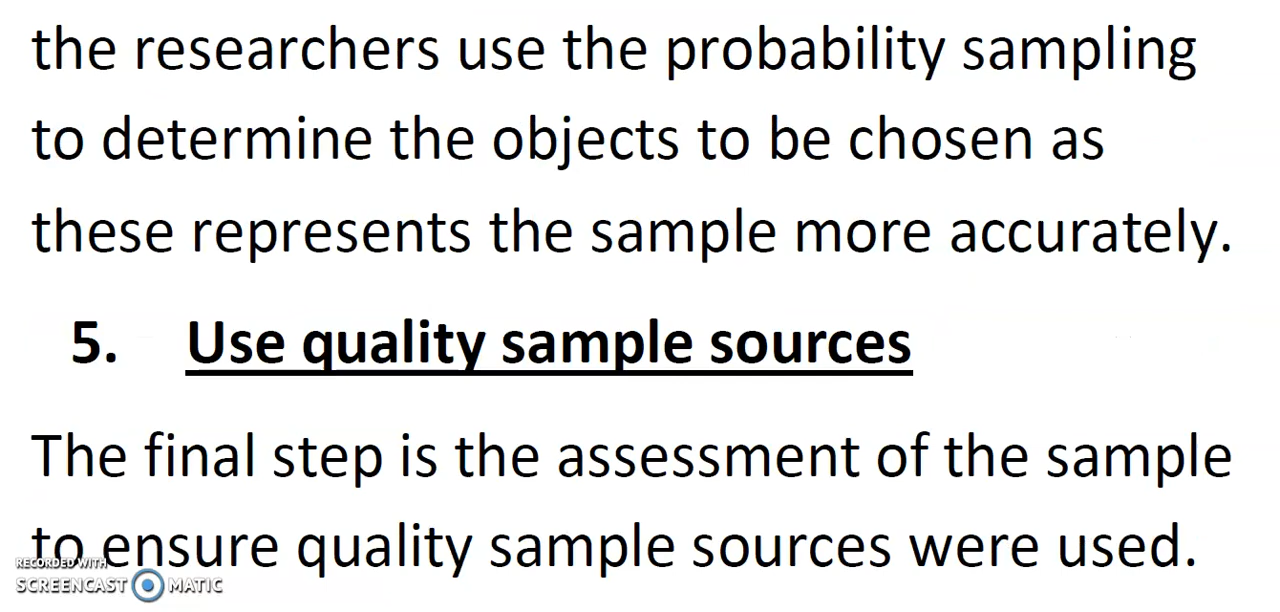 the researchers use the probability sampling
to determine the objects to be chosen as
these represents the sample more accurately.
5. Use quality sample sources
The final step is the assessment of the sample
to ensure quality sample sources were used.
RECORDED WITH
SCREENCAST MATIC